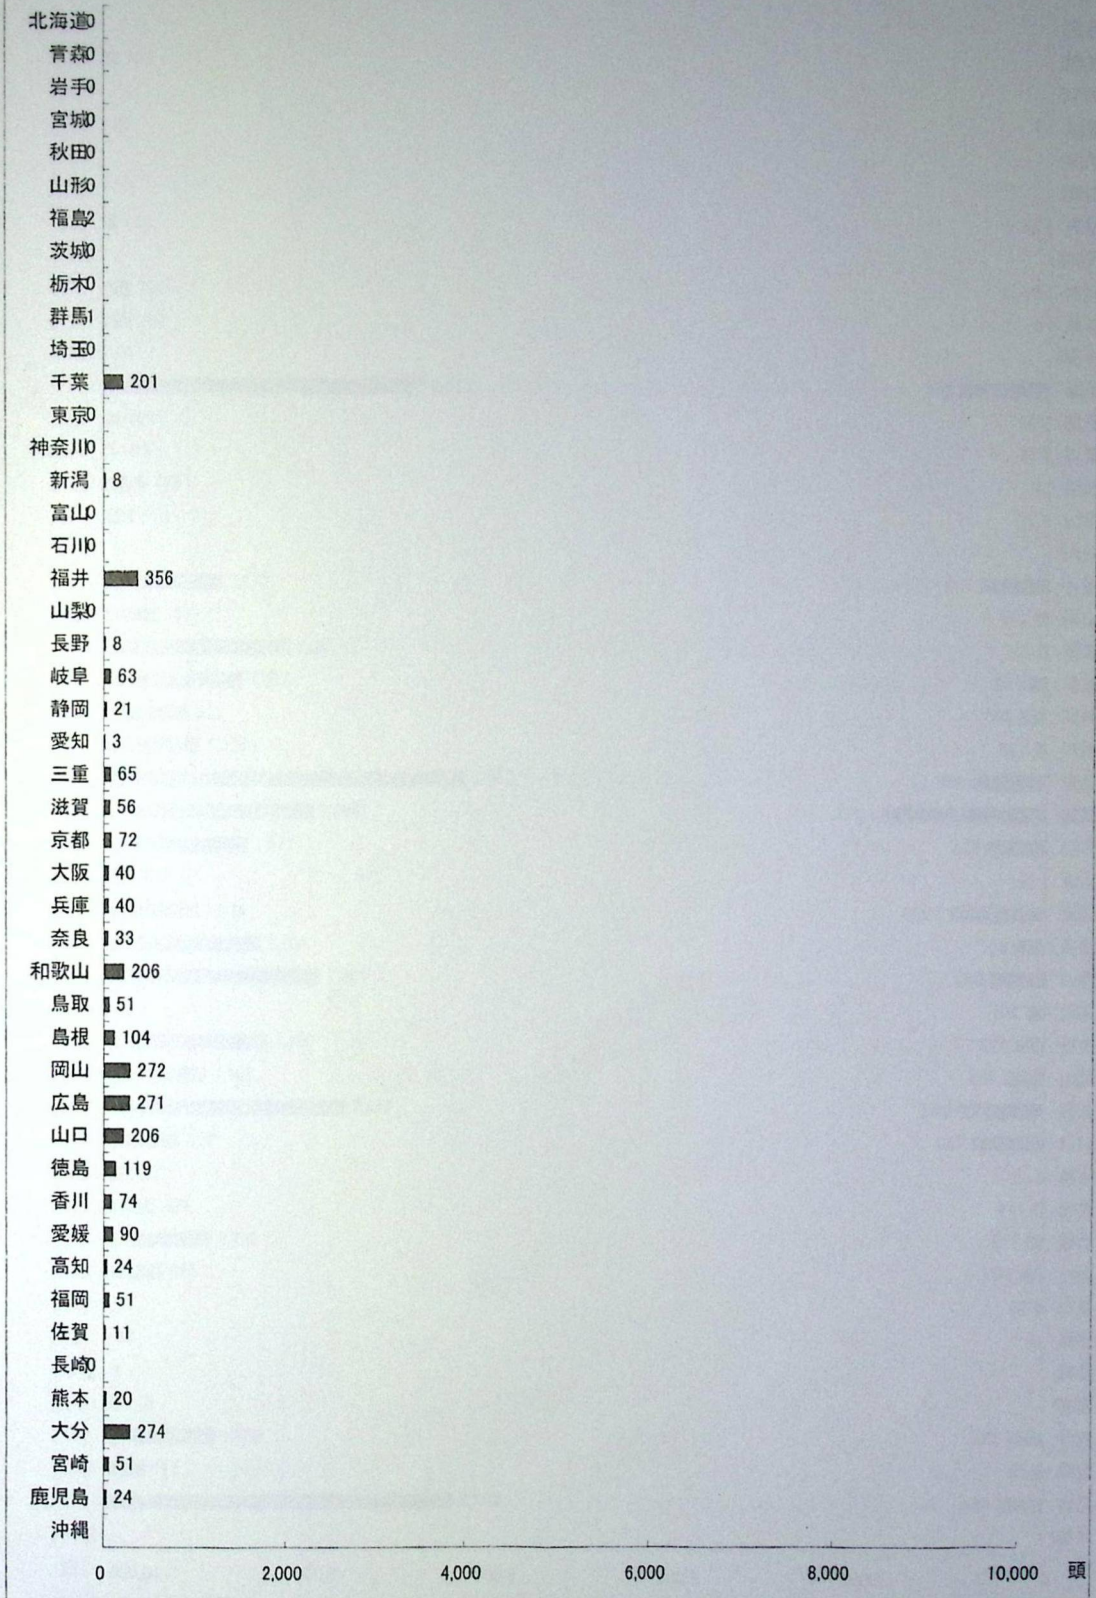 北海道0
青森0
岩手0
宮城0
秋田0
山形0
福島2
茨城0
栃木0
群馬1
埼玉0
千葉 201
東京0
神奈川0
新潟 8
富山0
石川0
福井 356
山梨0
長野 8
岐阜 63
静岡 21
愛知 3
三重 65
滋賀 56
京都 72
大阪 40
兵庫 40
奈良 33
和歌山 206
鳥取 51
島根 104
岡山 272
広島 271
山口 206
徳島 119
香川 74
愛媛 90
高知 24
福岡 51
佐賀 11
長崎0
熊本 20
大分 274
宮崎 51
鹿児島 24
沖縄
0 2,000 4,000 6,000 8,000 10,000 頭